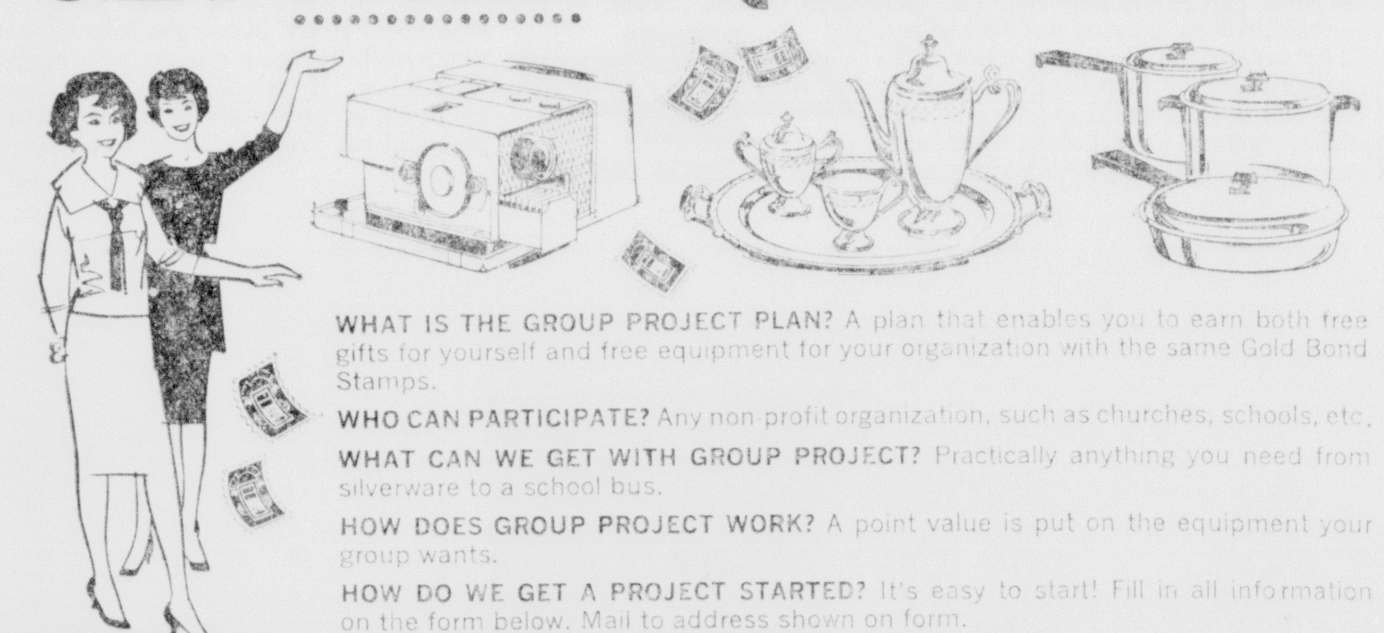 WHAT IS THE GROUP PROJECT PLAN? A plan that enables you to earn both free
gifts for yourself and free equipment for your organization with the same Gold Bond
Stamps.
WHO CAN PARTICIPATE? Any non-profit organization, such as churches, schools, etc.
WHAT CAN WE GET WITH GROUP PROJECT? Practically anything you need from
silverware to a school bus.
HOW DOES GROUP PROJECT WORK? A point value is put on the equipment your
group wants.
HOW DO WE GET A PROJECT STARTED? It's easy to start! Fill in all information
on the form below. Mail to address shown on form.